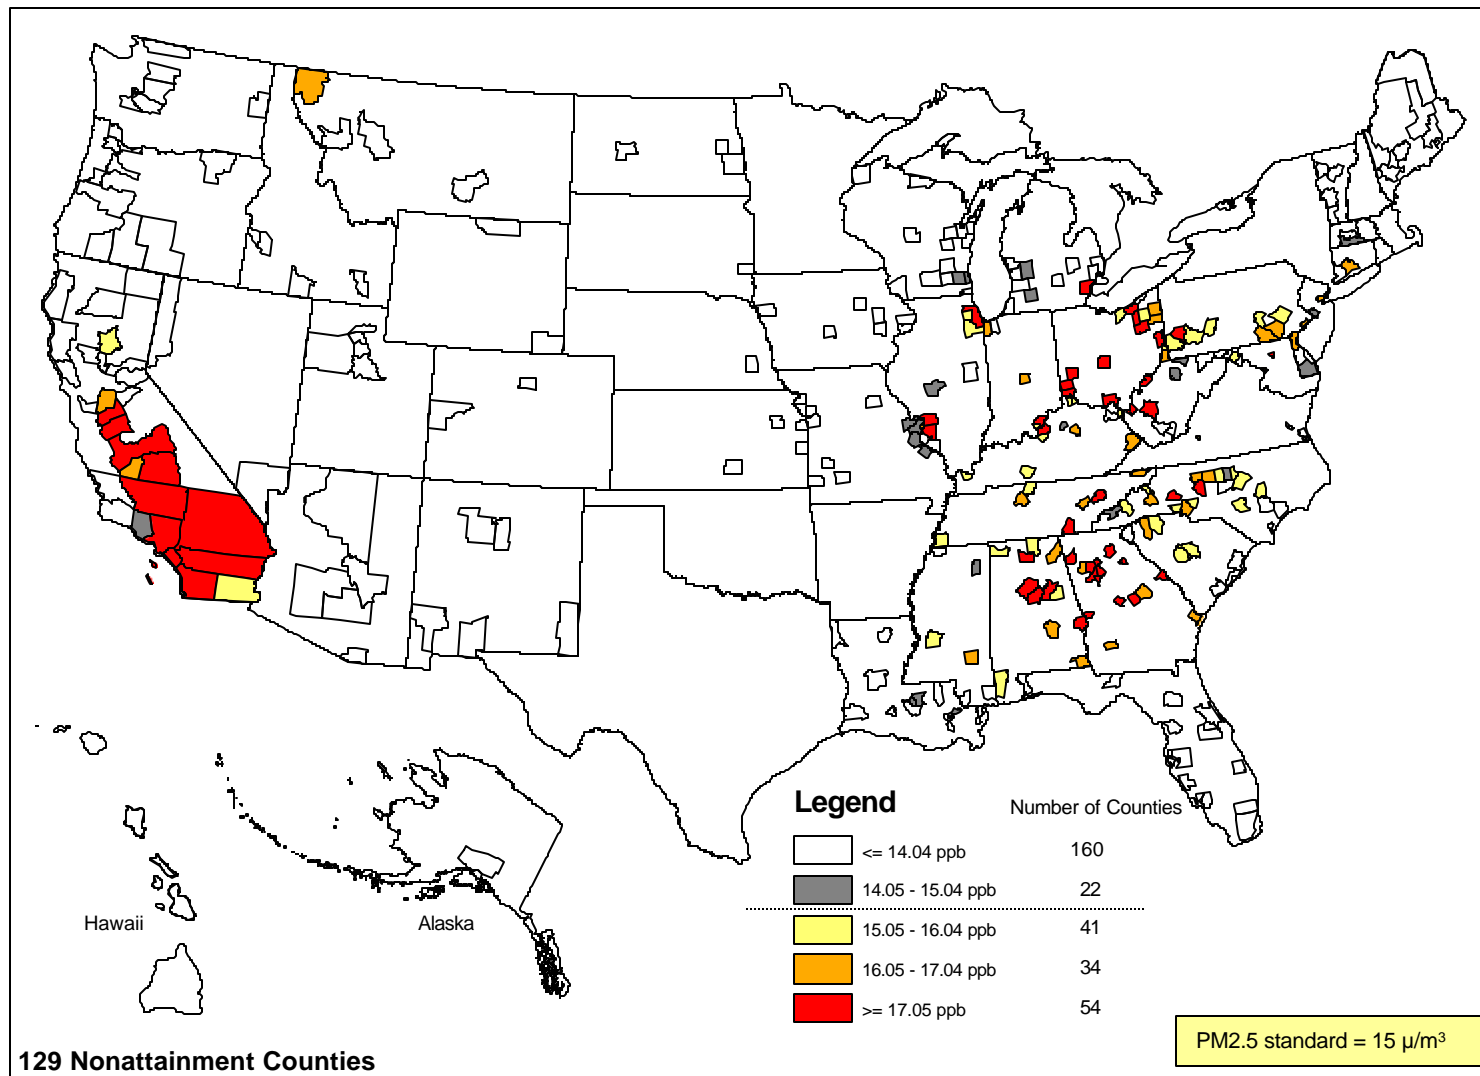 Legend
Number of Counties
<= 14.04 ppb 160
14.05 - 15.04 ppb 22
15.05 - 16.04 ppb 41
16.05 - 17.04 ppb 34
>= 17.05 ppb 54
Hawaii
Alaska
PM2.5 standard = 15 µ/m³
129 Nonattainment Counties